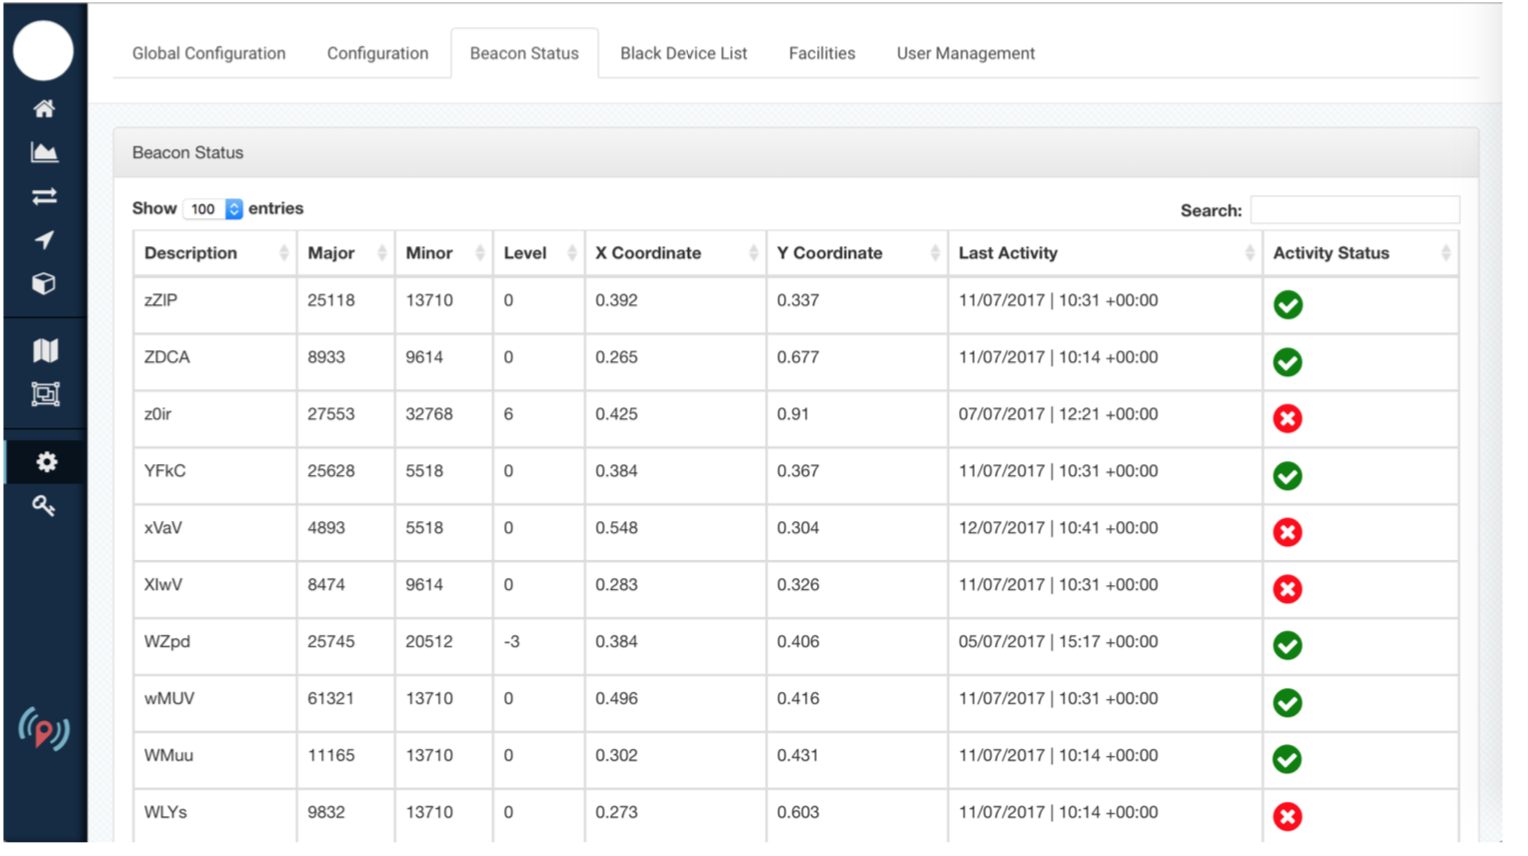 Global Configuration Configuration Beacon Status Black Device List Facilities User Management
Beacon Status
Show 100 entries Search:
Description Major Minor Level X Coordinate Y Coordinate Last Activity Activity Status
zZIP 25118 13710 0 0.392 0.337 11/07/2017 | 10:31 +00:00
ZDCA 8933 9614 0 0.265 0.677 11/07/2017 | 10:14 +00:00
z0ir 27553 32768 6 0.425 0.91 07/07/2017 | 12:21 +00:00
YFkC 25628 5518 0 0.384 0.367 11/07/2017 | 10:31 +00:00
xVaV 4893 5518 0 0.548 0.304 12/07/2017 | 10:41 +00:00
XIwV 8474 9614 0 0.283 0.326 11/07/2017 | 10:31 +00:00
WZpd 25745 20512 -3 0.384 0.406 05/07/2017 | 15:17 +00:00
wMUV 61321 13710 0 0.496 0.416 11/07/2017 | 10:31 +00:00
WMuu 11165 13710 0 0.302 0.431 11/07/2017 | 10:14 +00:00
WLYs 9832 13710 0 0.273 0.603 11/07/2017 | 10:14 +00:00